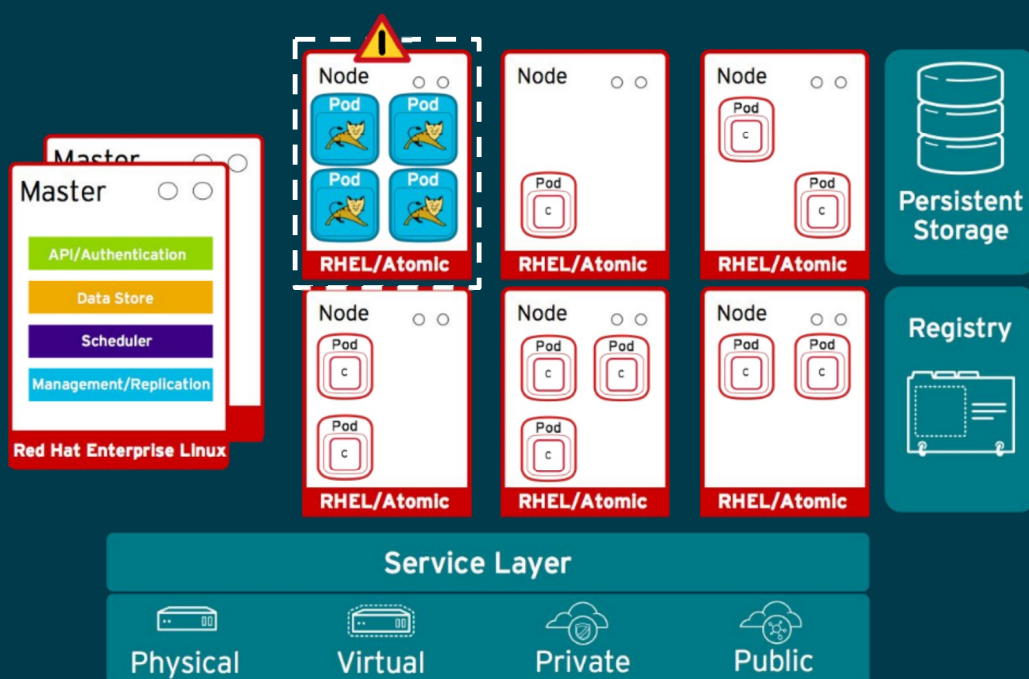 Master
Master
API/Authentication
Data Store
Scheduler
Management/Replication
Red Hat Enterprise Linux
Node
Pod
Pod
Pod
Pod
RHEL/Atomic
Node
Pod
C
RHEL/Atomic
Node
Pod
C
Pod
C
RHEL/Atomic
Node
Pod
C
Pod
C
RHEL/Atomic
Node
Pod
C
Pod
C
Pod
C
RHEL/Atomic
Node
Pod
C
Pod
C
RHEL/Atomic
Persistent
Storage
Registry
Service Layer
Physical
Virtual
Private
Public